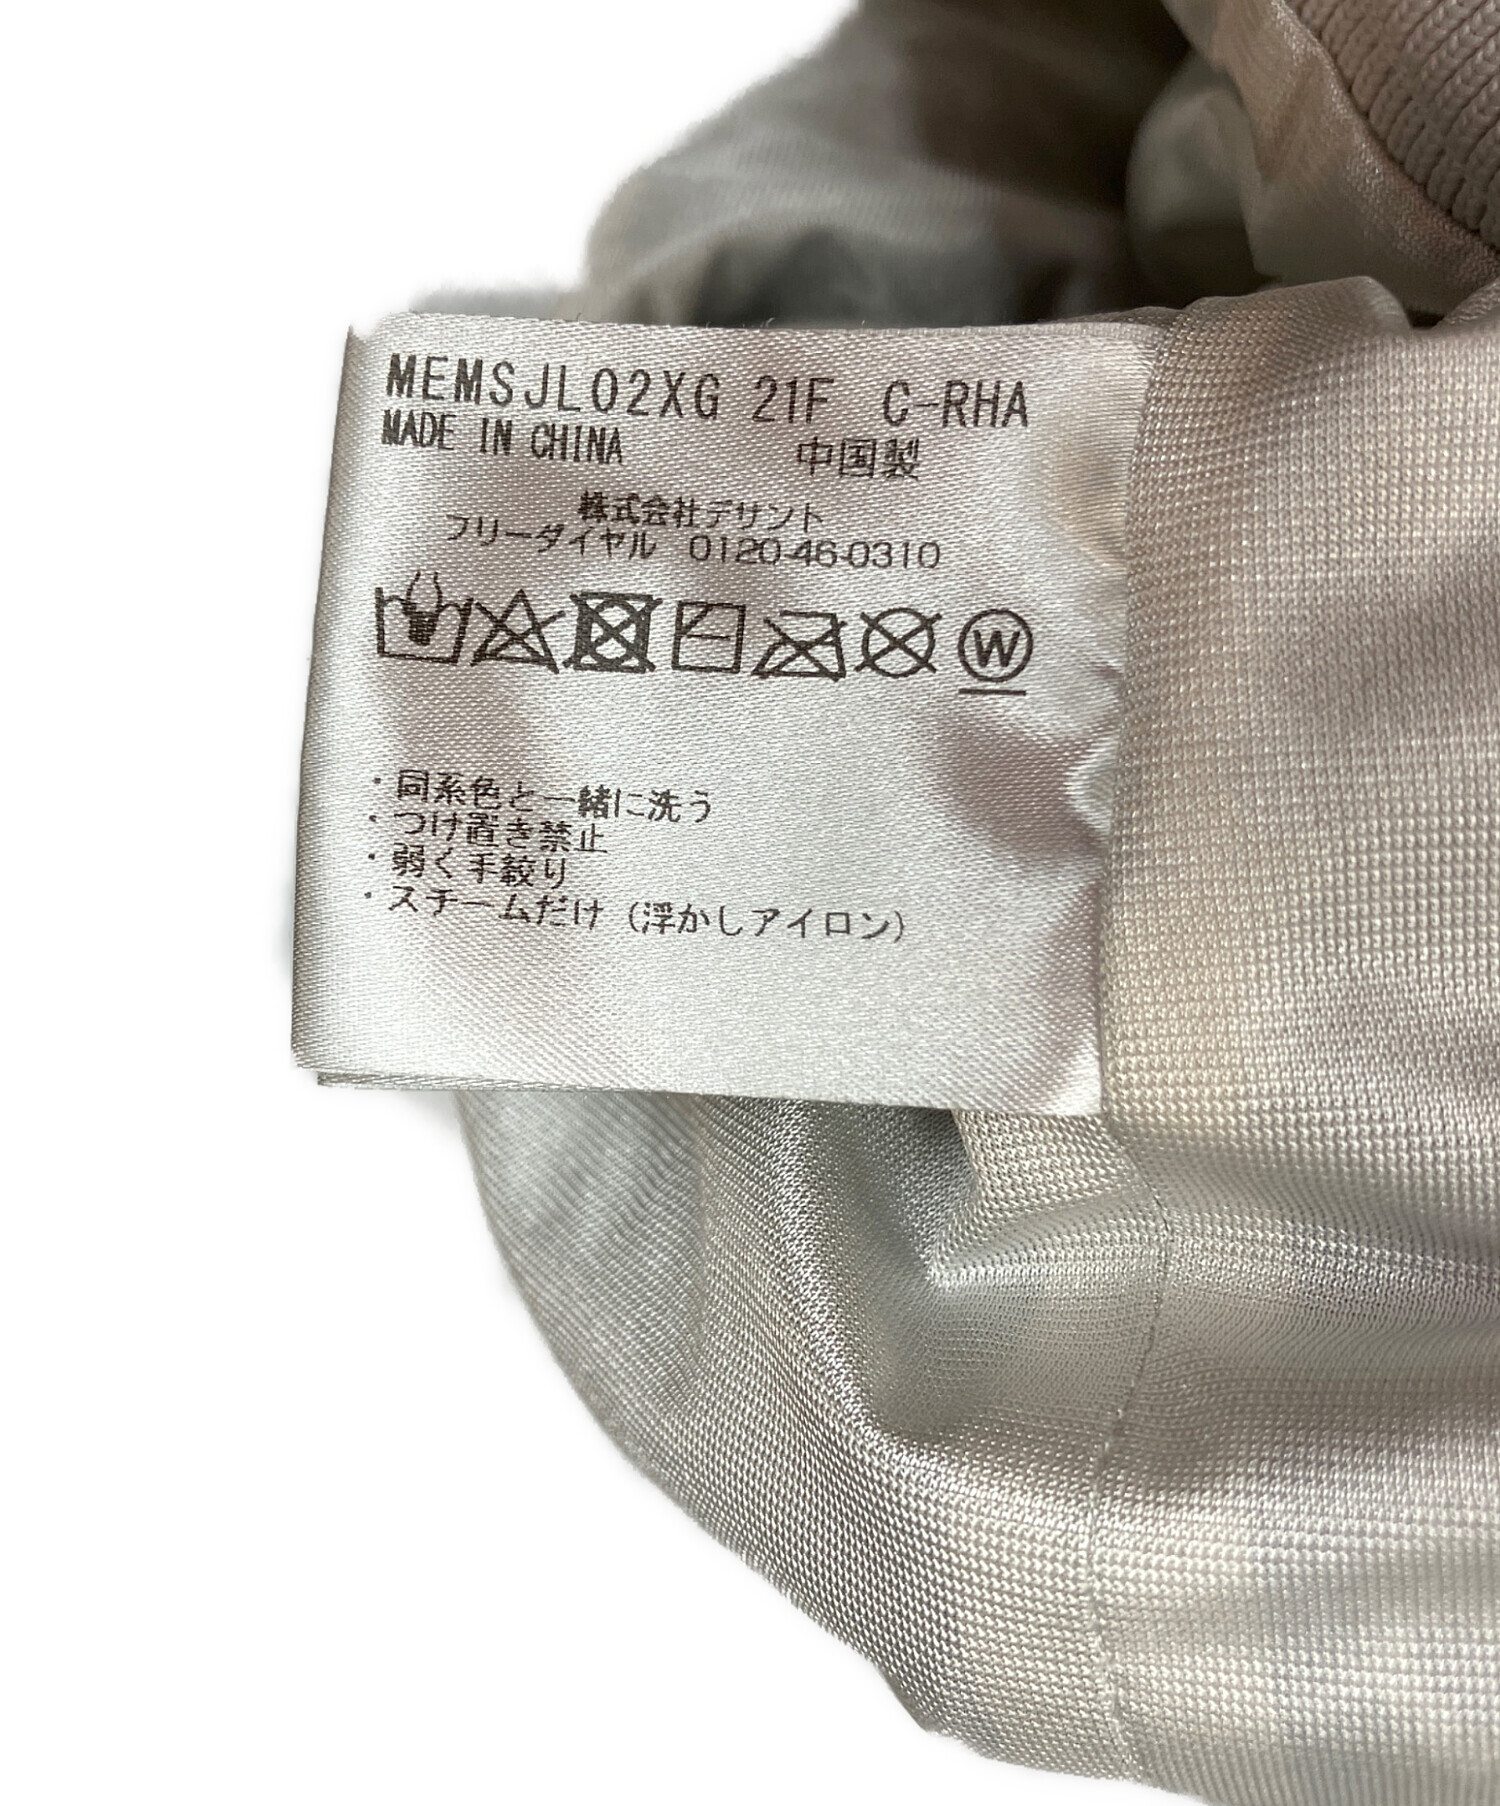 MEMSJL02XG 21F C-RHA
MADE IN CHINA 中国製
株式会社デサント
フリーダイヤル 0120-46-0310
W
・同系色と一緒に洗う
・つけ置き禁止
・弱く手絞り
・スチームだけ（浮かしアイロン）